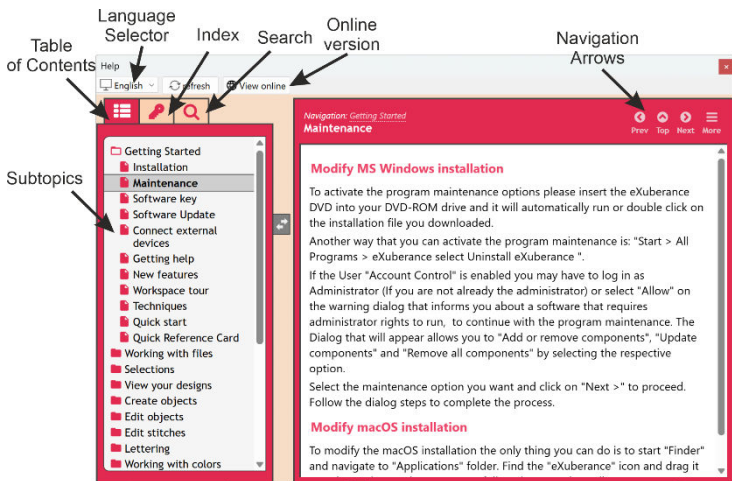 Language
Selector
Table
of Contents
Index
Search
Online
version
Navigation
Arrows
Subtopics
Help
English
refresh
View online
Getting Started
Installation
Maintenance
Software key
Software Update
Connect external
devices
Getting help
New features
Workspace tour
Techniques
Quick start
Quick Reference Card
Working with files
Selections
View your designs
Create objects
Edit objects
Edit stitches
Lettering
Working with colors
Navigation: Getting Started
Maintenance
Prev Top Next More
Modify MS Windows installation
To activate the program maintenance options please insert the eXuberance
DVD into your DVD-ROM drive and it will automatically run or double click on
the installation file you downloaded.
Another way that you can activate the program maintenance is: "Start > All
Programs > eXuberance select Uninstall eXuberance ".
If the User "Account Control" is enabled you may have to log in as
Administrator (If you are not already the administrator) or select "Allow" on
the warning dialog that informs you about a software that requires
administrator rights to run, to continue with the program maintenance. The
Dialog that will appear allows you to "Add or remove components", "Update
components" and "Remove all components" by selecting the respective
option.
Select the maintenance option you want and click on "Next >" to proceed.
Follow the dialog steps to complete the process.
Modify macOS installation
To modify the macOS installation the only thing you can do is to start "Finder"
and navigate to "Applications" folder. Find the "eXuberance" icon and drag it